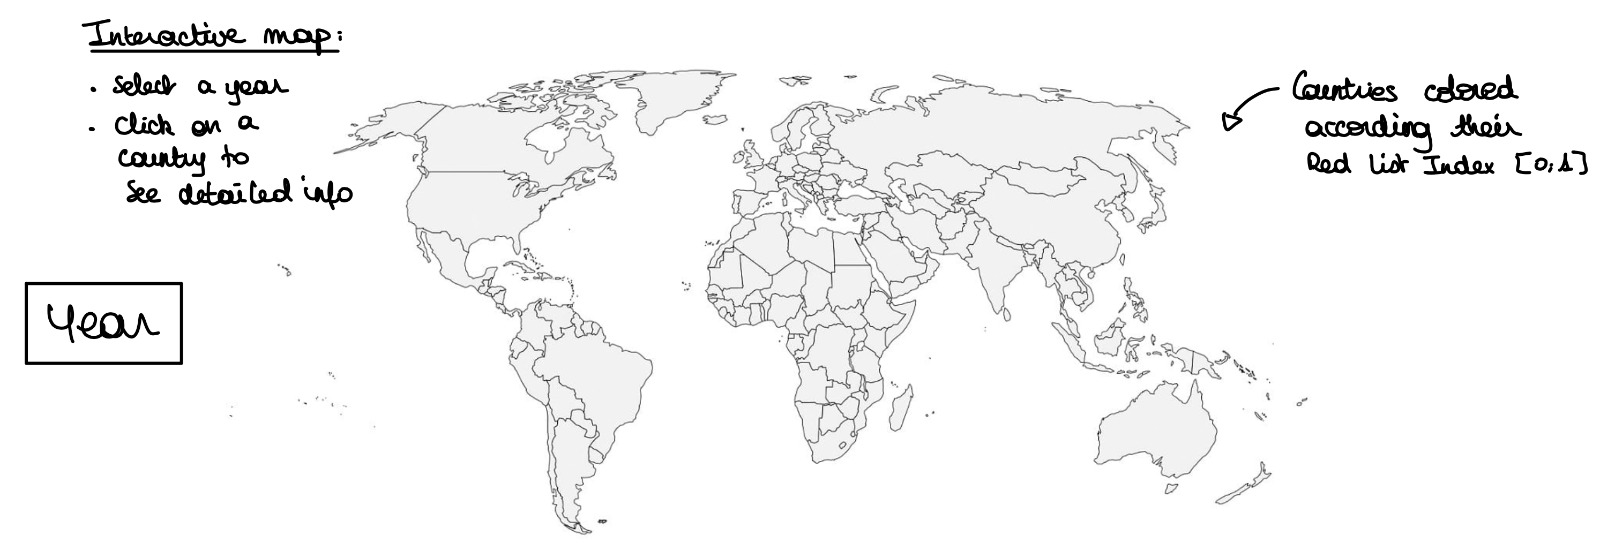 Interactive map:
• Select a year
• Click on a
country to
see detailed info
Year
Countries colored
according their
Red List Index [0;1]